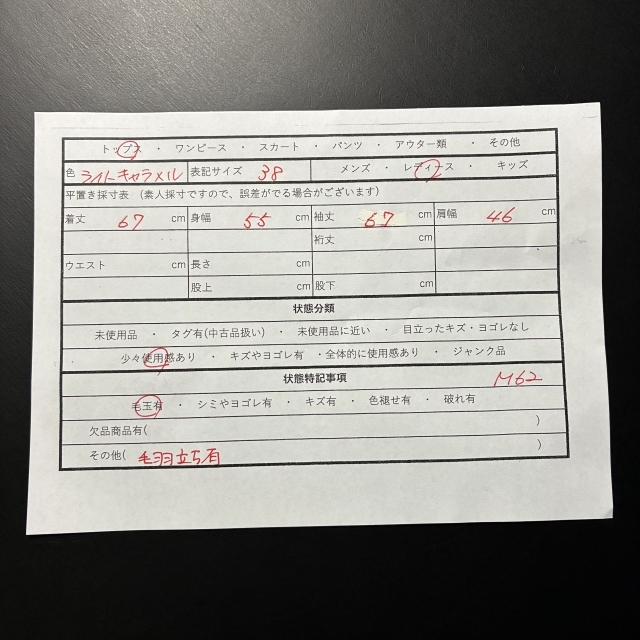 トップス ・ ワンピース ・ スカート ・ パンツ ・ アウター類 ・ その他
色 ライトキャラメル 表記サイズ 38 メンズ ・ レディース ・ キッズ
平置き採寸表 (素人採寸ですので、誤差がでる場合がございます)
着丈 67 cm 身幅 55 cm 袖丈 67 cm 肩幅 46 cm
裄丈 cm
ウエスト cm 長さ cm
股上 cm 股下 cm
状態分類
未使用品 ・ タグ有(中古品扱い) ・ 未使用品に近い ・ 目立ったキズ・ヨゴレなし
少々使用感あり ・ キズやヨゴレ有 ・全体的に使用感あり ・ ジャンク品
状態特記事項 M62
毛玉有 ・ シミやヨゴレ有 ・ キズ有 ・ 色褪せ有 ・ 破れ有
欠品商品有( )
その他( 毛羽立ち有 )